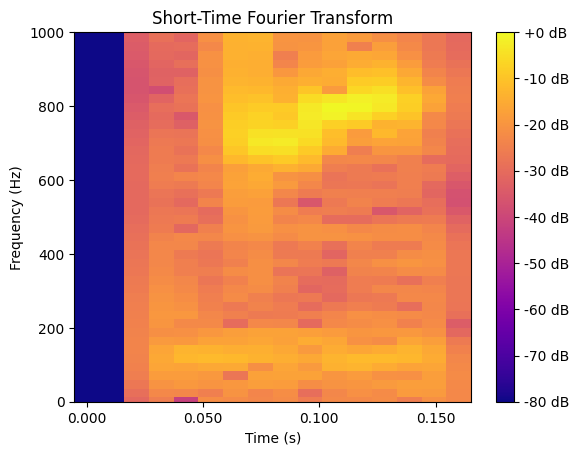 Short-Time Fourier Transform
1000
800
600
400
200
0
Frequency (Hz)
0.000
0.050
0.100
0.150
Time (s)
+0 dB
-10 dB
-20 dB
-30 dB
-40 dB
-50 dB
-60 dB
-70 dB
-80 dB